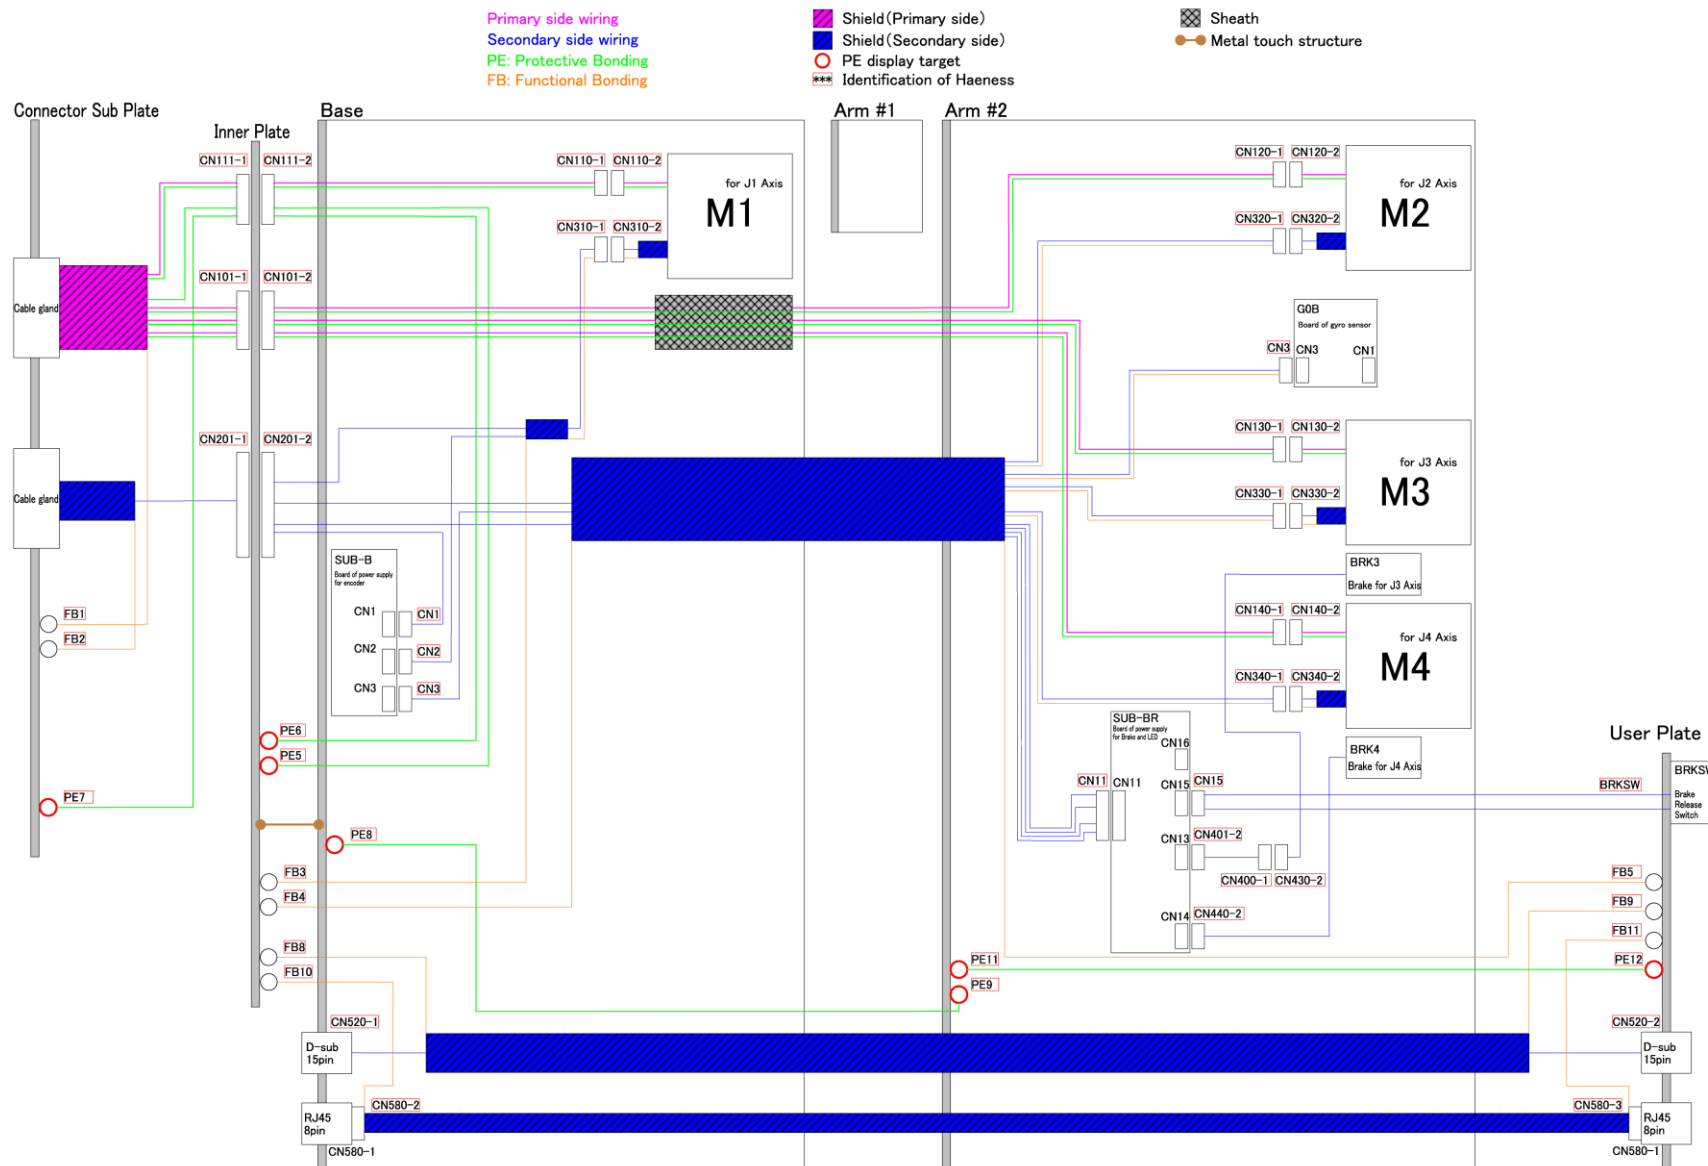 Primary side wiring
Secondary side wiring
PE: Protective Bonding
FB: Functional Bonding
Shield(Primary side)
Shield(Secondary side)
PE display target
*** Identification of Haeness
Sheath
Metal touch structure
Connector Sub Plate
Inner Plate
Base
Arm #1
Arm #2
User Plate
CN111-1
CN111-2
CN110-1
CN110-2
for J1 Axis
M1
CN310-1
CN310-2
CN101-1
CN101-2
Cable gland
CN201-1
CN201-2
Cable gland
CN120-1
CN120-2
for J2 Axis
M2
CN320-1
CN320-2
G0B
Board of gyro sensor
CN3
CN3
CN1
CN130-1
CN130-2
for J3 Axis
M3
CN330-1
CN330-2
BRK3
Brake for J3 Axis
CN140-1
CN140-2
for J4 Axis
M4
CN340-1
CN340-2
BRK4
Brake for J4 Axis
SUB-B
Board of power supply
for encoder
CN1
CN1
CN2
CN2
CN3
CN3
FB1
FB2
PE6
PE5
PE7
PE8
FB3
FB4
FB8
FB10
SUB-BR
Board of power supply
for Brake and LED
CN16
CN11
CN11
CN15
CN15
CN13
CN401-2
CN400-1
CN430-2
CN14
CN440-2
BRKSW
BRKSW
Brake
Release
Switch
FB5
FB9
FB11
PE12
PE11
PE9
CN520-1
D-sub
15pin
CN520-2
D-sub
15pin
CN580-2
RJ45
8pin
CN580-1
CN580-3
RJ45
8pin
CN580-1